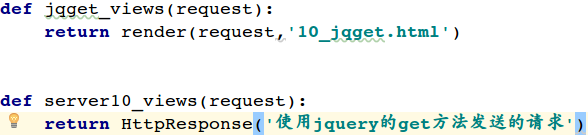 def jqget_views(request):
    return render(request,'10_jqget.html')
def server10_views(request):
    return HttpResponse('使用jquery的get方法发送的请求')